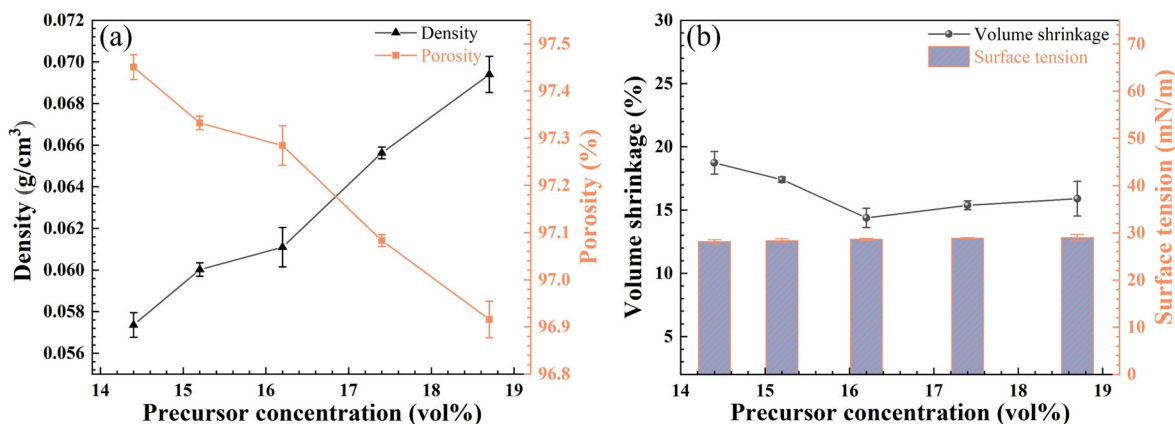 (a)
Density
Porosity
0.072
0.070
0.068
0.066
0.064
0.062
0.060
0.058
0.056
Density (g/cm³)
97.5
97.4
97.3
97.2
97.1
97.0
96.9
96.8
Porosity (%)
14 15 16 17 18 19
Precursor concentration (vol%)
(b)
Volume shrinkage
Surface tension
30
25
20
15
10
5
Volume shrinkage (%)
70
60
50
40
30
20
10
0
Surface tension (mN/m)
14 15 16 17 18 19
Precursor concentration (vol%)